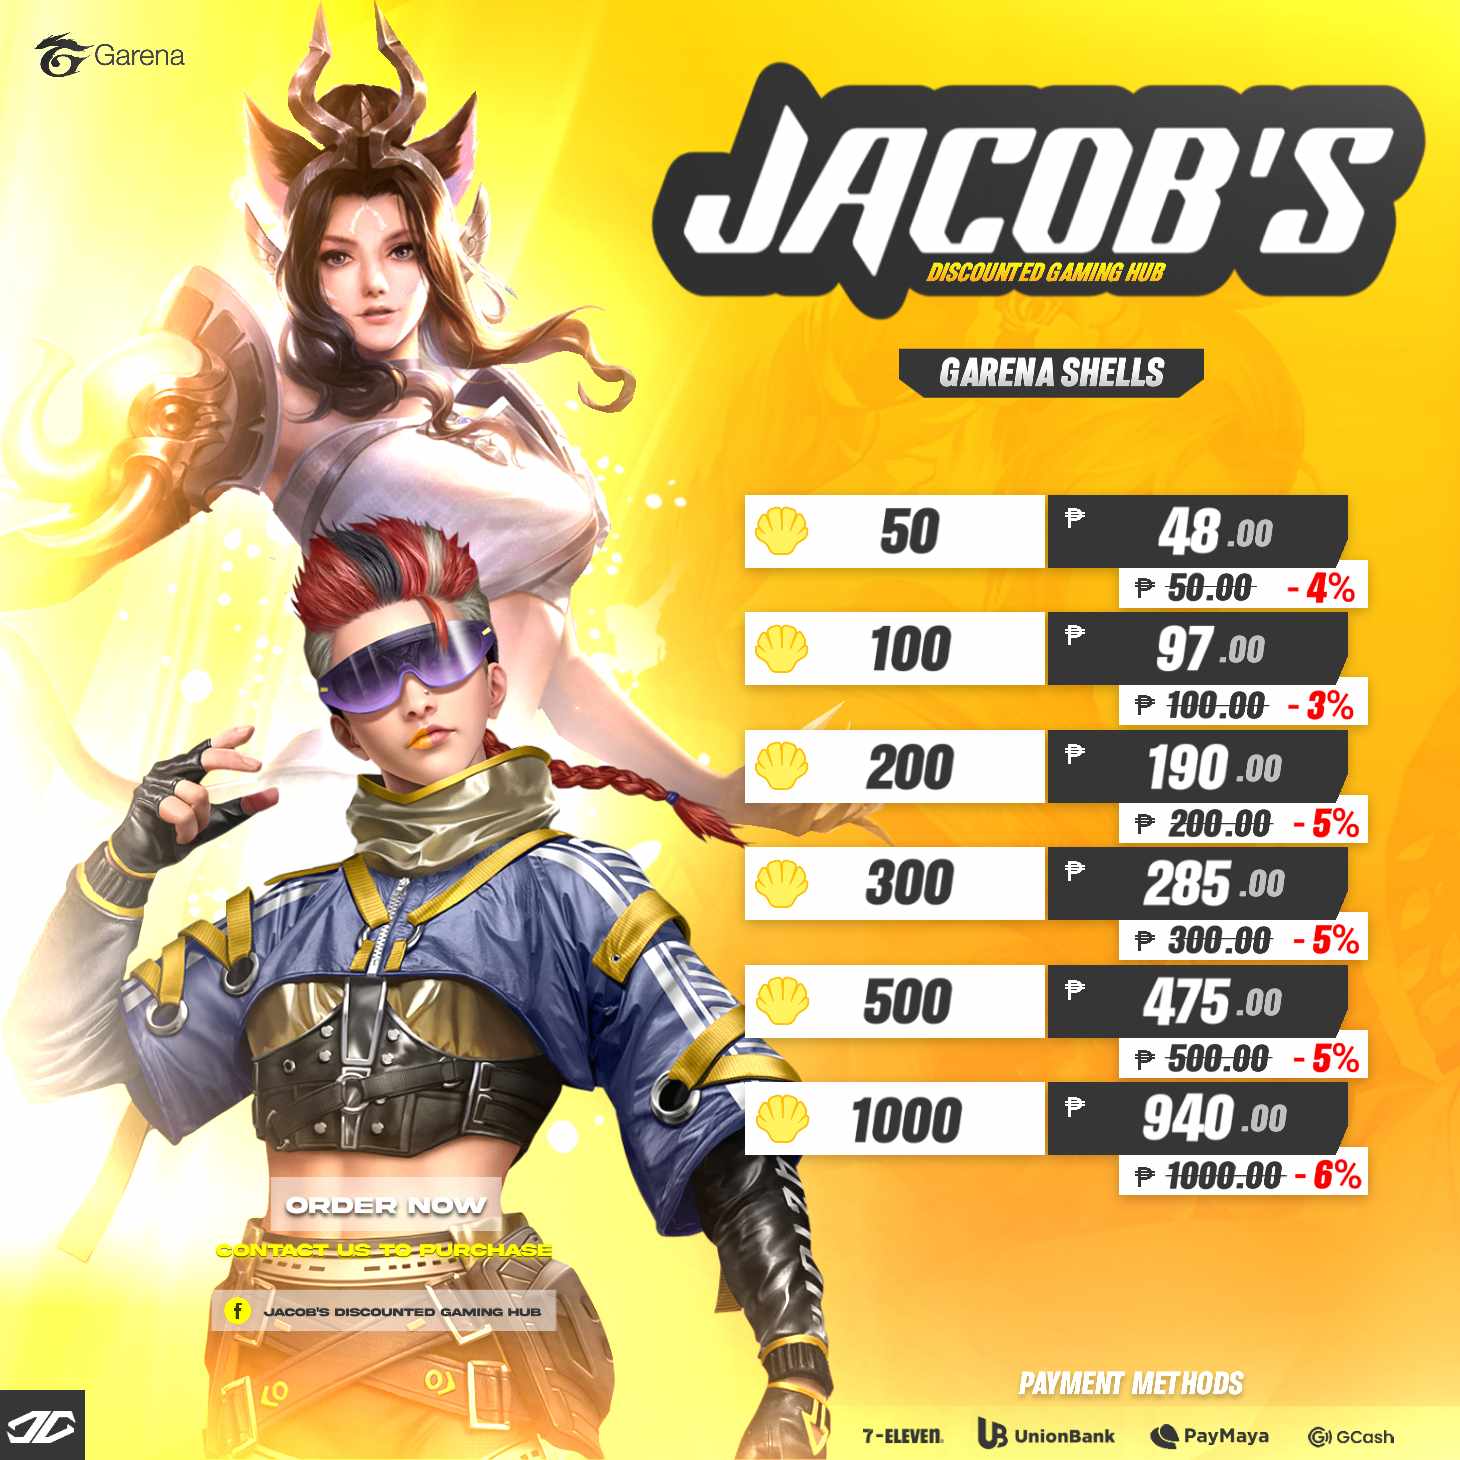 Garena
JACOB'S
DISCOUNTED GAMING HUB
GARENA SHELLS
50 ₱ 48.00
₱ 50.00 - 4%
100 ₱ 97.00
₱ 100.00 - 3%
200 ₱ 190.00
₱ 200.00 - 5%
300 ₱ 285.00
₱ 300.00 - 5%
500 ₱ 475.00
₱ 500.00 - 5%
1000 ₱ 940.00
₱ 1000.00 - 6%
ORDER NOW
CONTACT US TO PURCHASE
f JACOB'S DISCOUNTED GAMING HUB
PAYMENT METHODS
7-ELEVEN. UB UnionBank PayMaya G GCash